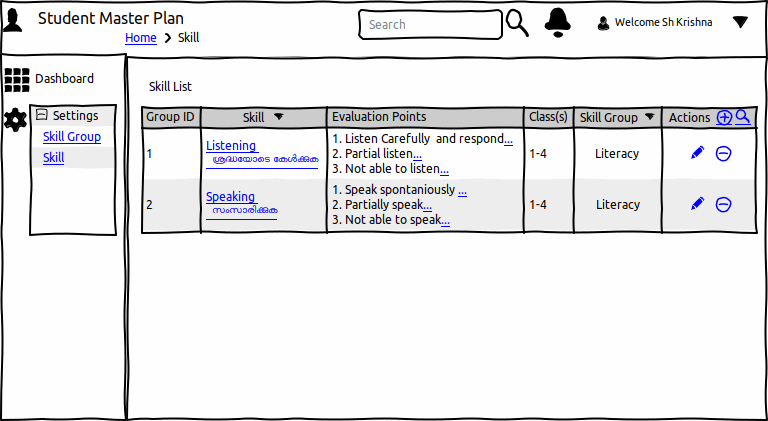 Student Master Plan
Search
Welcome Sh Krishna
Home
Skill
Dashboard
Settings
Skill Group
Skill
Skill List
Group ID Skill Evaluation Points Class(s) Skill Group Actions
1
Listening
ശ്രദ്ധയോടെ കേൾക്കുക
1. Listen Carefully and respond...
2. Partial listen...
3. Not able to listen...
1-4
Literacy
2
Speaking
സംസാരിക്കുക
1. Speak spontaniously ...
2. Partially speak...
3. Not able to speak...
1-4
Literacy